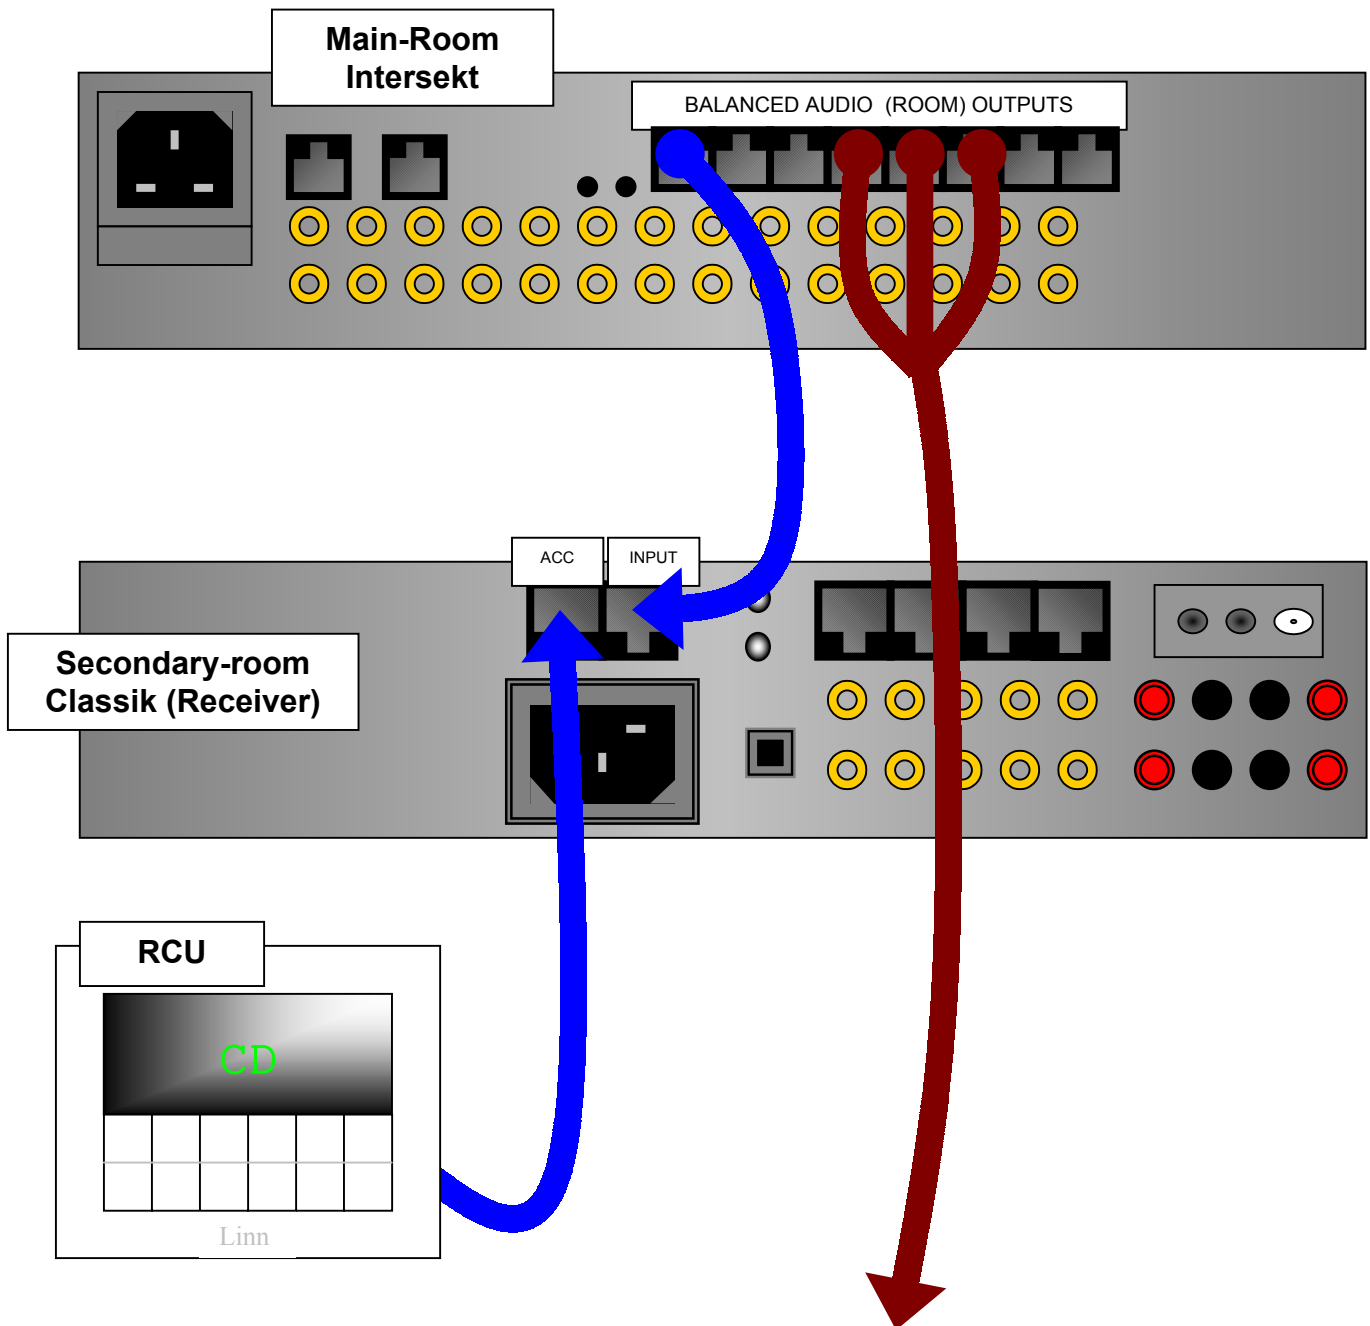 Main-Room
Intersekt
BALANCED AUDIO (ROOM) OUTPUTS
ACC
INPUT
Secondary-room
Classik (Receiver)
RCU
CD
Linn